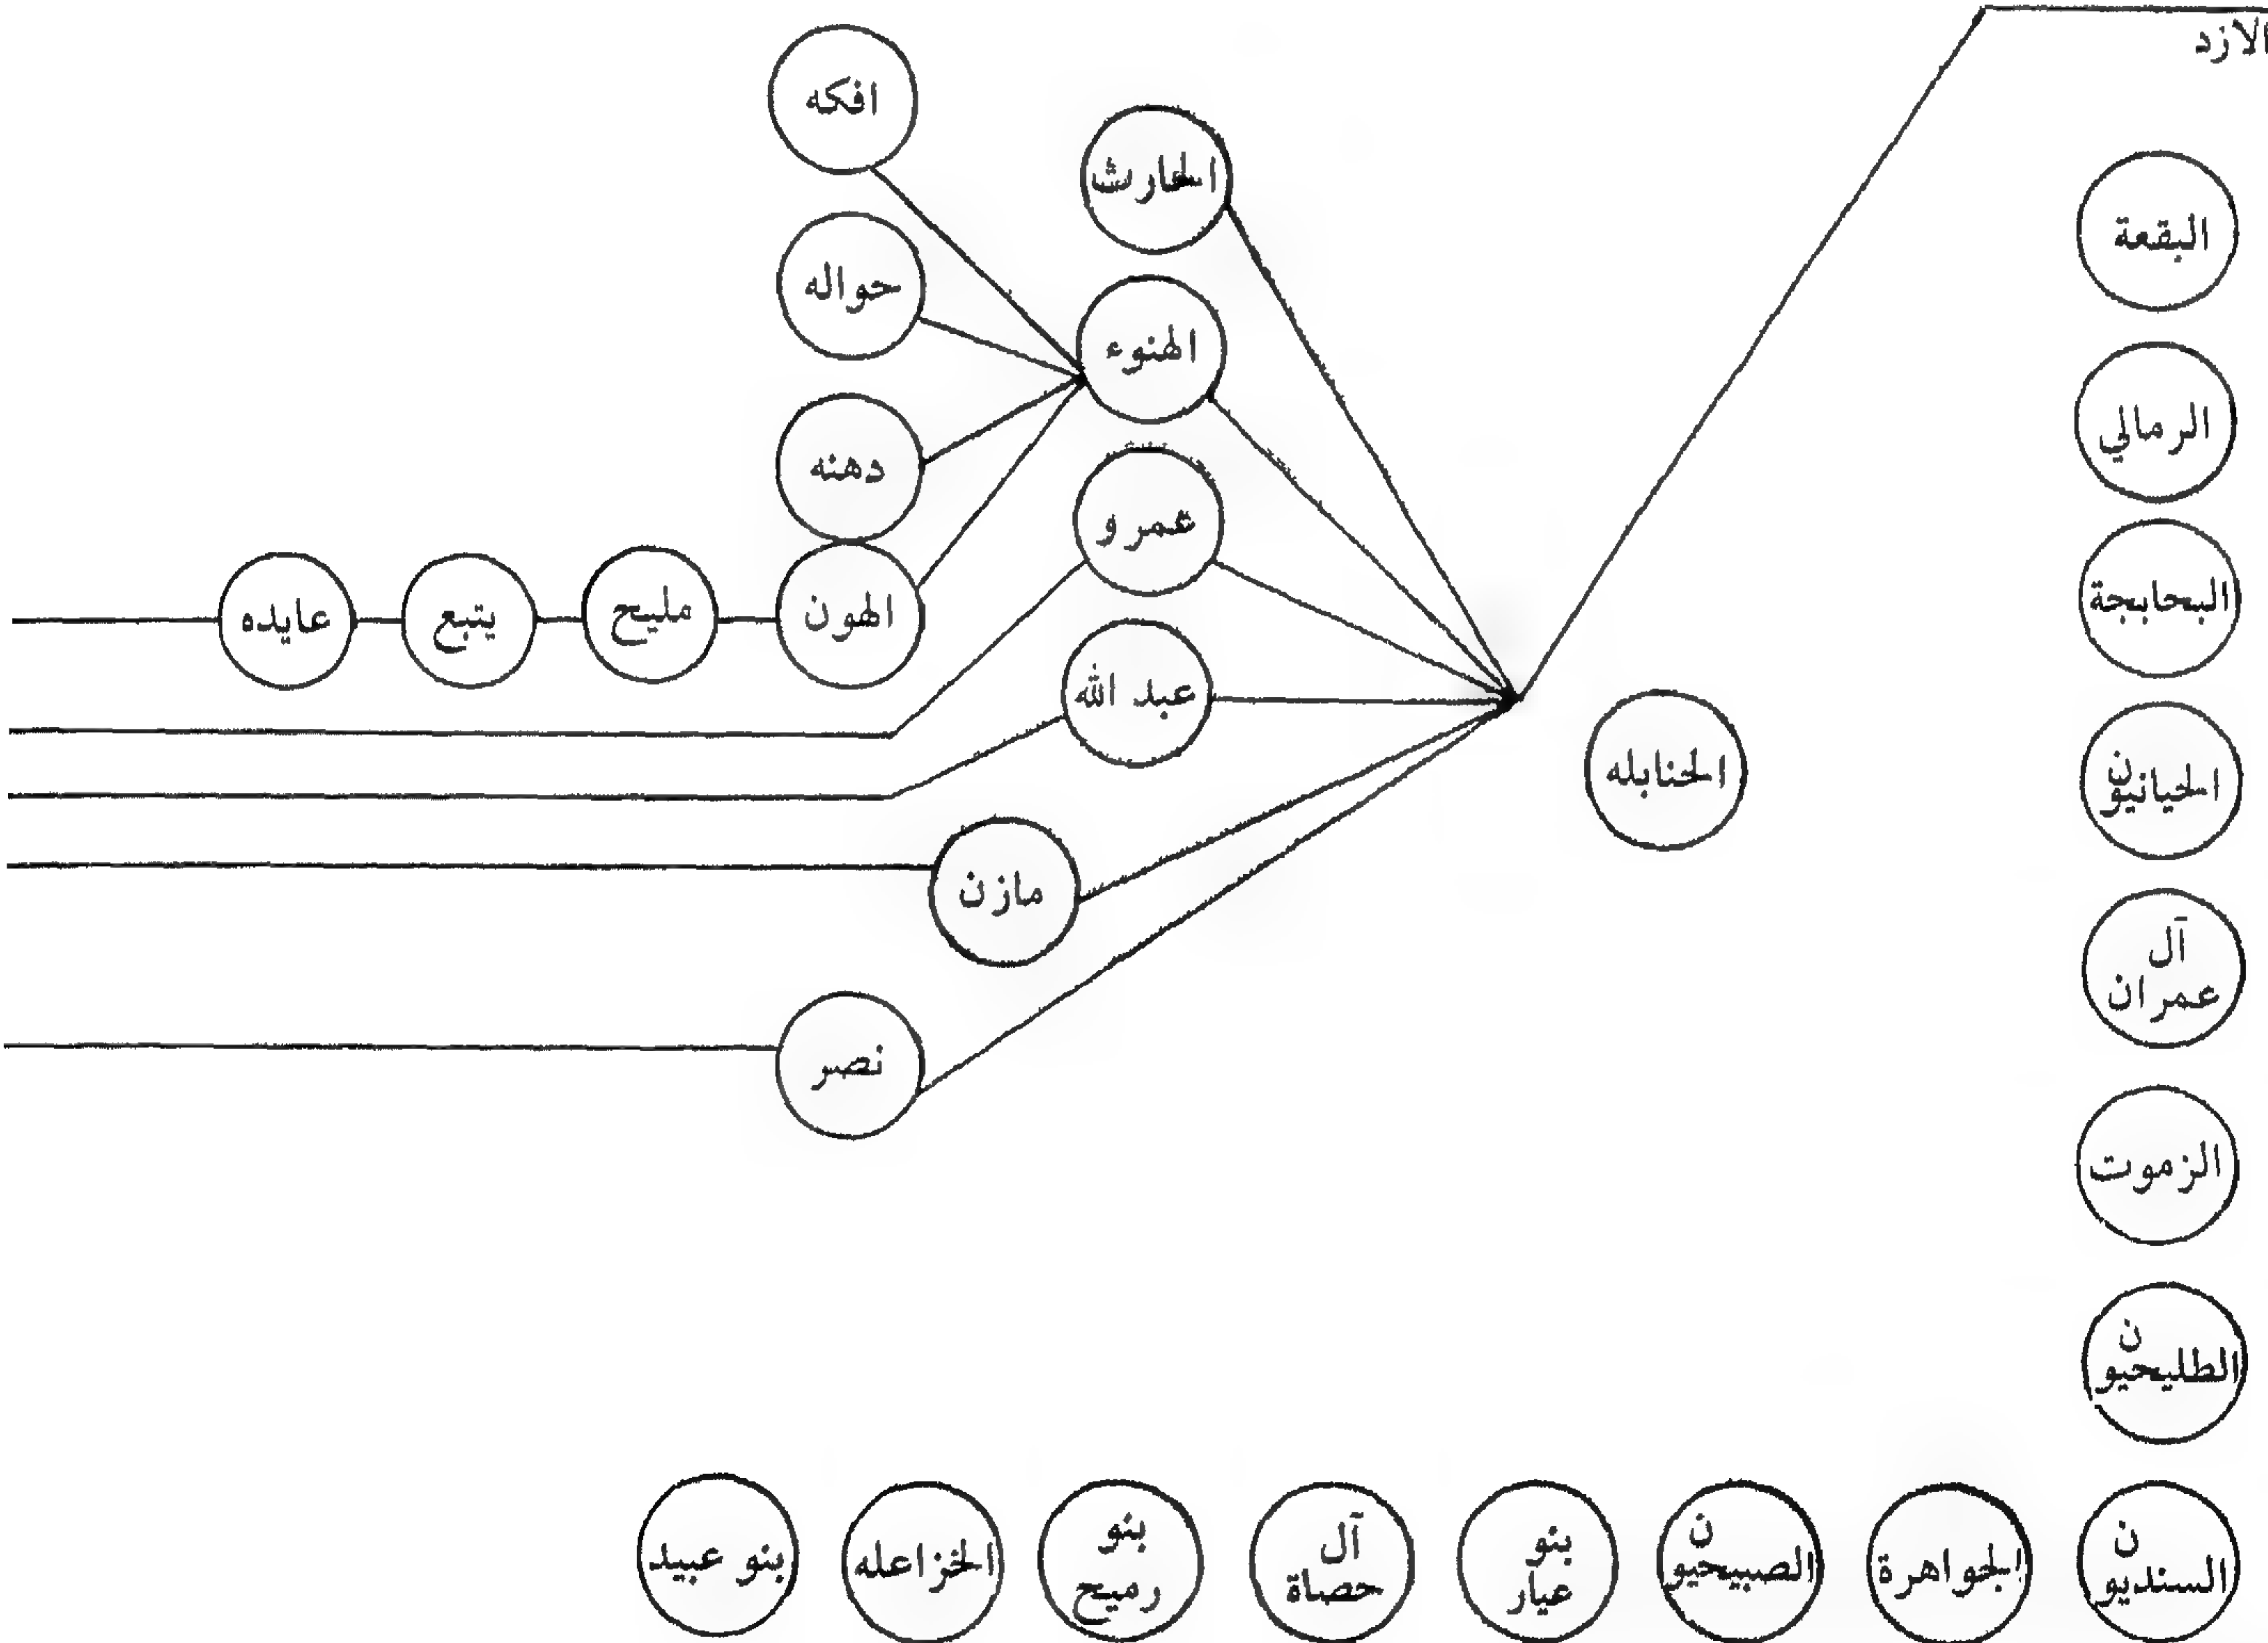 الازد
البقعة
الرمالي
البحابجة
الحيانيون
آل
عمران
الزموت
الطليحيون
السنديون
الجواهرة
الصبيحيون
بنو
عيار
آل
حصاة
بنو
رميح
الخزاعله
بنو عبيد
الحنابله
الحارث
الهنوء
عمرو
عبد الله
مازن
نصر
افكه
حواله
دهنه
الهون
مليح
يتبع
عايده